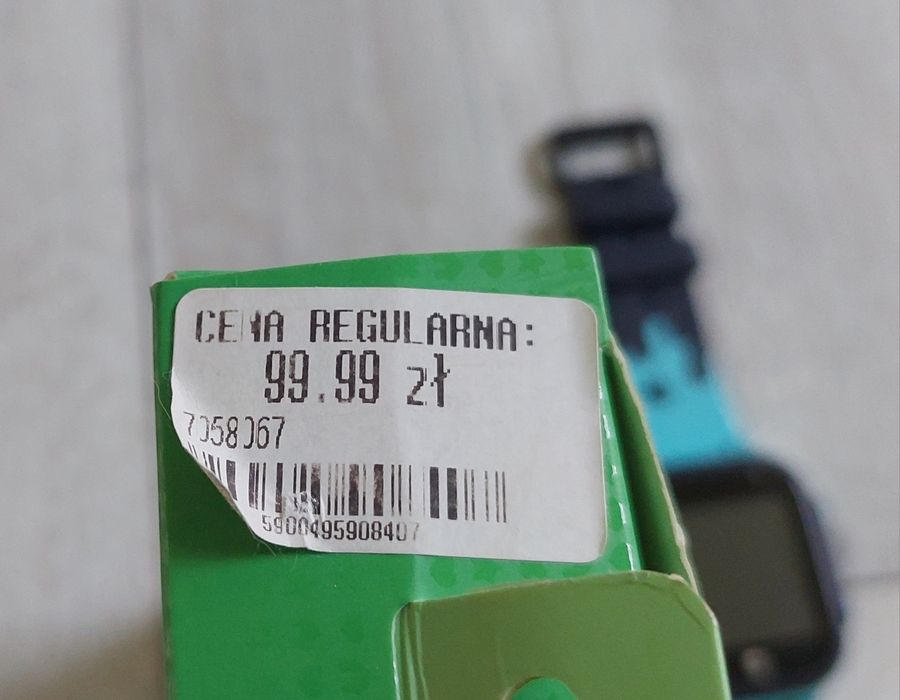 CENA REGULARNA:
99.99 zł
7058067
5900495908407